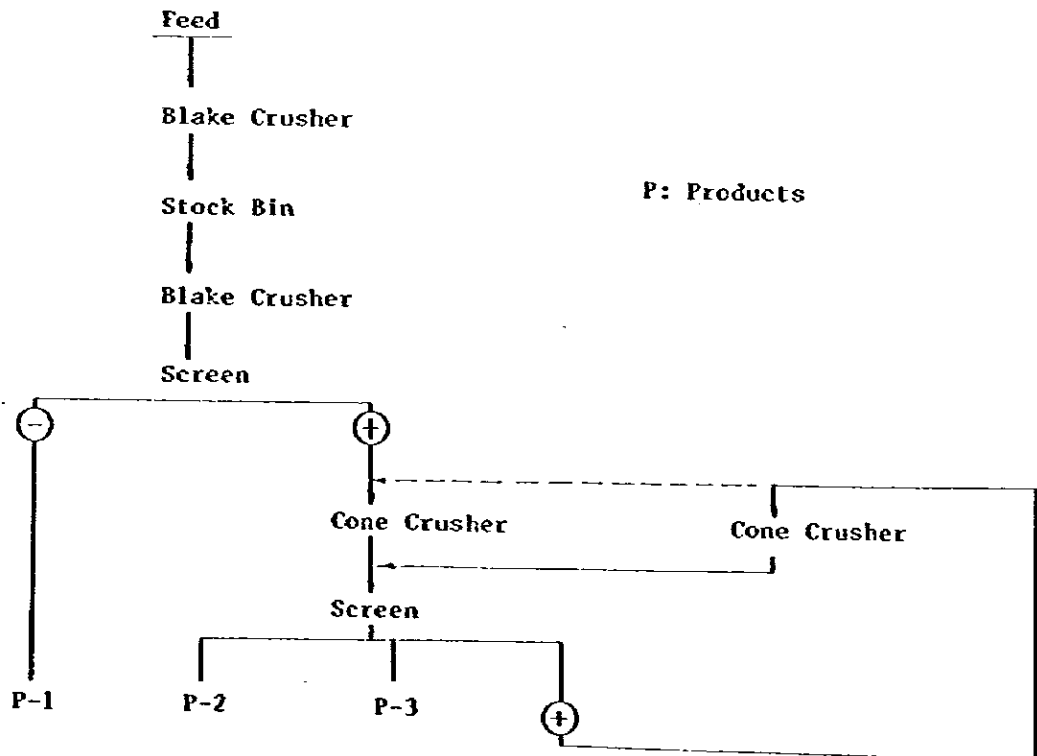 Feed
Blake Crusher
P: Products
Stock Bin
Blake Crusher
Screen
-
+
Cone Crusher
Cone Crusher
Screen
P-1
P-2
P-3
+